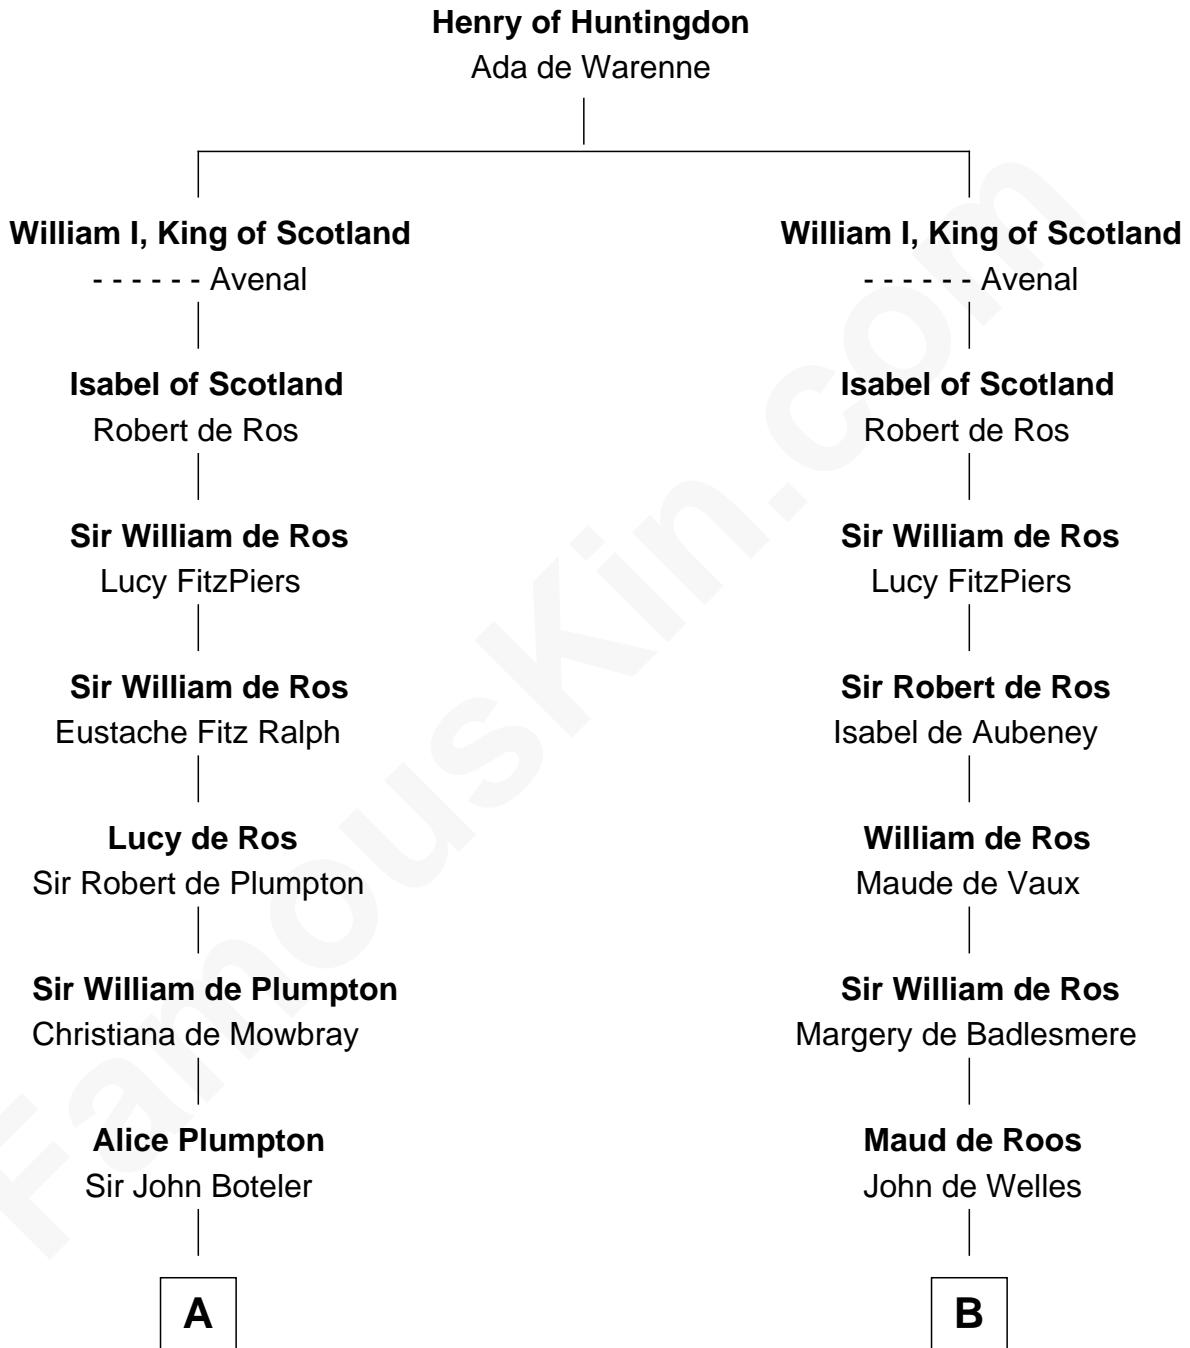 Henry of Huntingdon
Ada de Warenne
William I, King of Scotland
- - - - - - Avenal
Isabel of Scotland
Robert de Ros
Sir William de Ros
Lucy FitzPiers
Sir William de Ros
Eustache Fitz Ralph
Lucy de Ros
Sir Robert de Plumpton
Sir William de Plumpton
Christiana de Mowbray
Alice Plumpton
Sir John Boteler
A
William I, King of Scotland
- - - - - - Avenal
Isabel of Scotland
Robert de Ros
Sir William de Ros
Lucy FitzPiers
Sir Robert de Ros
Isabel de Aubeney
William de Ros
Maude de Vaux
Sir William de Ros
Margery de Badlesmere
Maud de Roos
John de Welles
B
FamousKin.com